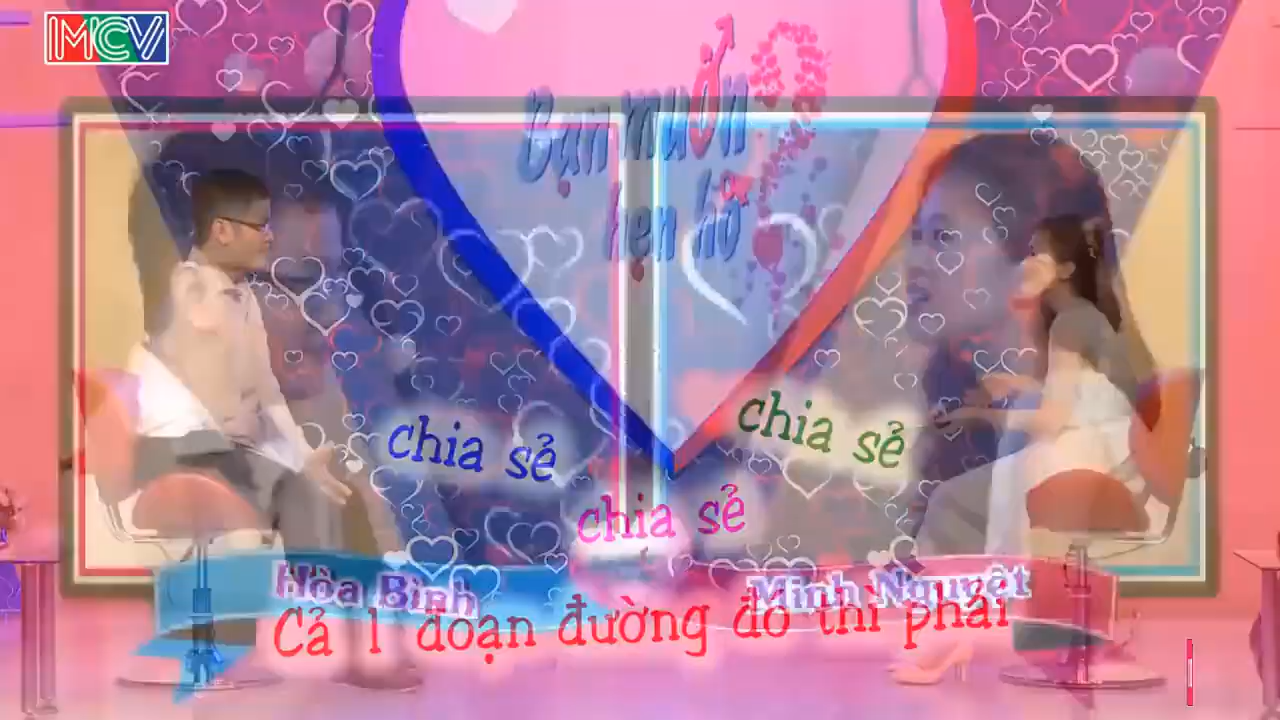 MCV
Bạn muốn
hẹn hò
chia sẻ
chia sẻ
chia sẻ
Hòa Bình
Minh Nguyệt
Cả 1 đoạn đường đó thì phải